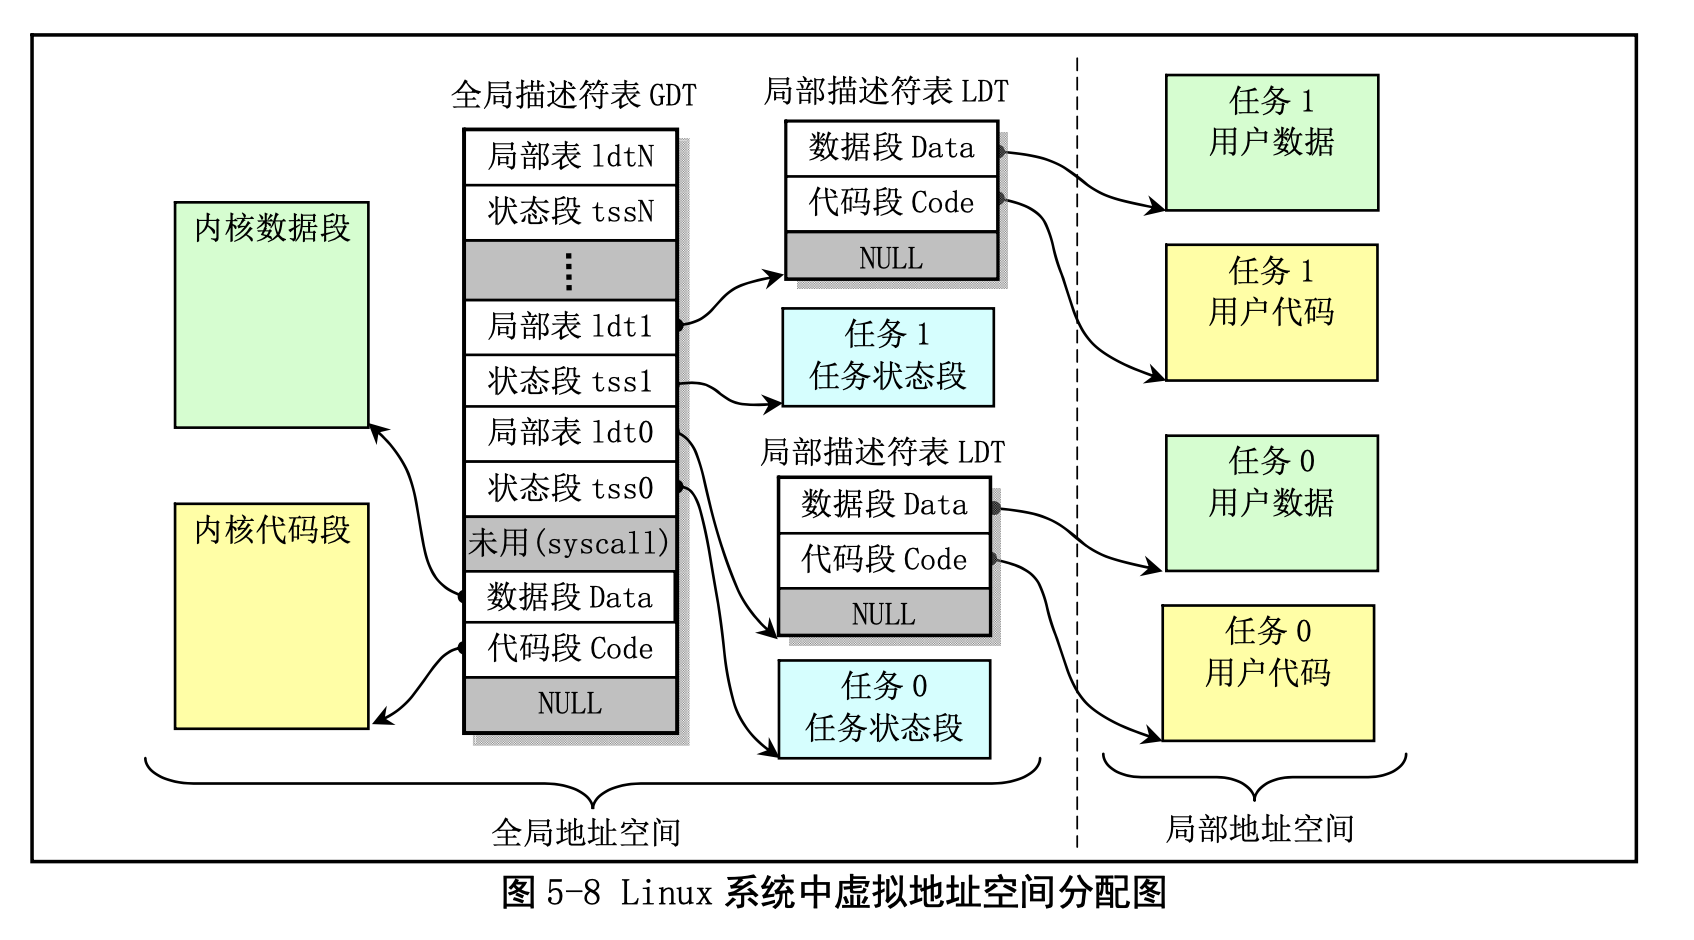 全局描述符表 GDT
局部表 ldtN
状态段 tssN
局部表 ldt1
状态段 tss1
局部表 ldt0
状态段 tss0
未用(syscall)
数据段 Data
代码段 Code
NULL
内核数据段
内核代码段
局部描述符表 LDT
数据段 Data
代码段 Code
NULL
任务 1
任务状态段
局部描述符表 LDT
数据段 Data
代码段 Code
NULL
任务 0
任务状态段
任务 1
用户数据
任务 1
用户代码
任务 0
用户数据
任务 0
用户代码
全局地址空间
局部地址空间
图 5-8 Linux 系统中虚拟地址空间分配图